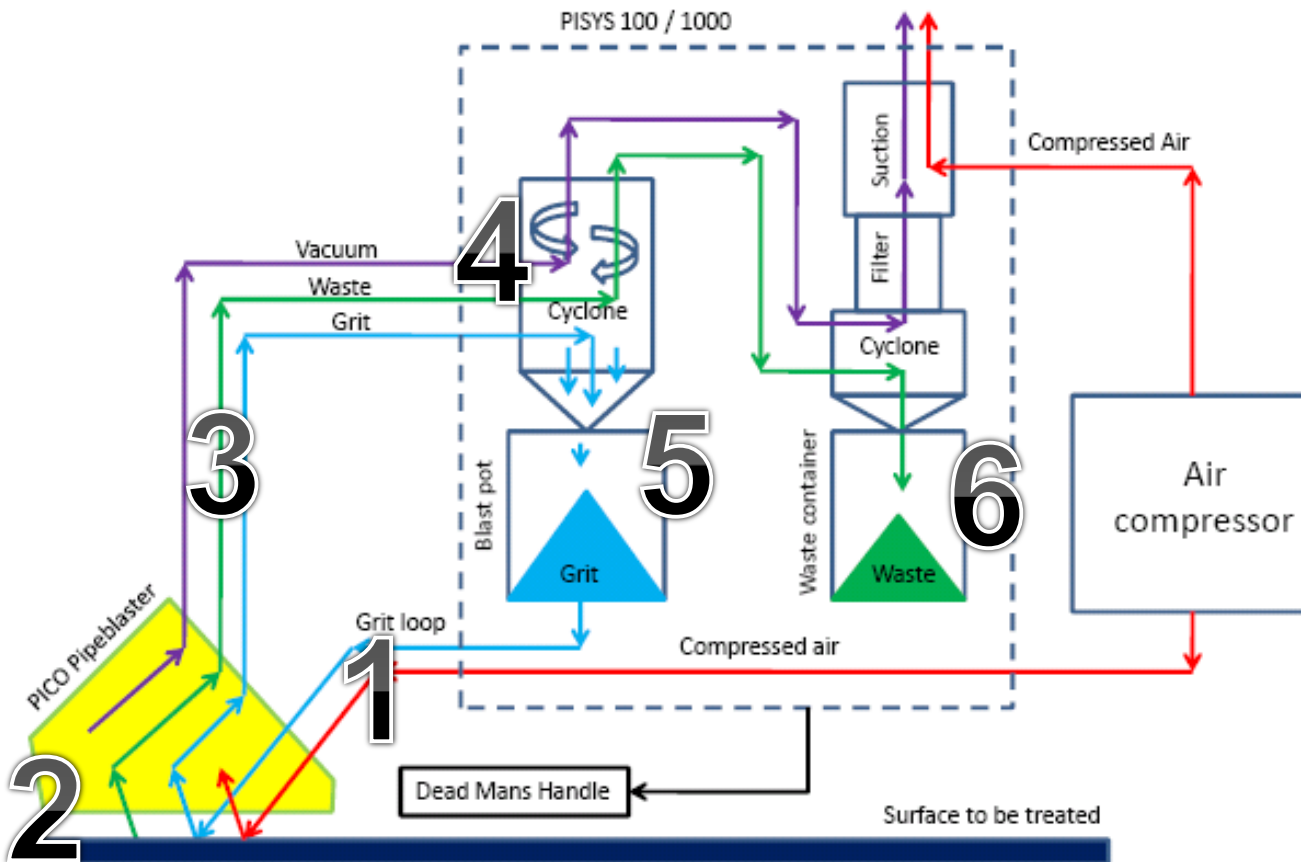 PISYS 100 / 1000
Suction
Compressed Air
4
Vacuum
Filter
Waste
Cyclone
Grit
Cyclone
3
5
6
Blast pot
Waste container
Air
compressor
Grit
Waste
PICO Pipeblaster
Grit loop
1
Compressed air
2
Dead Mans Handle
Surface to be treated